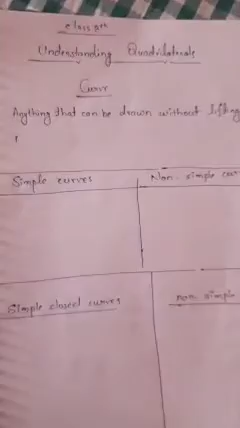 class 8th
Understanding Quadrilaterals
Curve
Anything that can be drawn without lifting
Simple curves
Non-simple cur
Simple closed curves
non simple